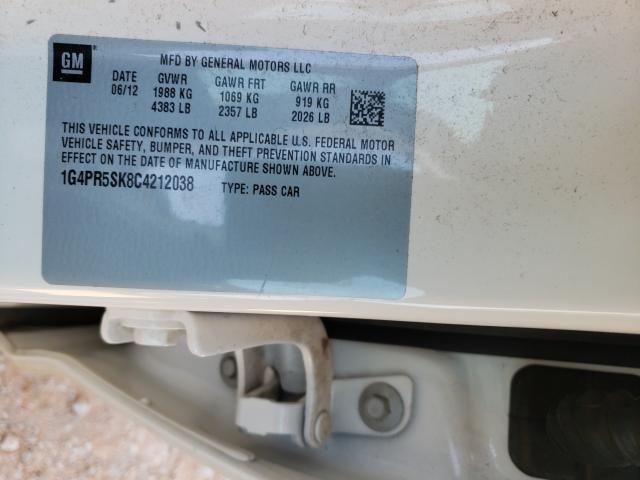 GM ®
MFD BY GENERAL MOTORS LLC
DATE GVWR GAWR FRT GAWR RR
06/12 1988 KG 1069 KG 919 KG
4383 LB 2357 LB 2026 LB
THIS VEHICLE CONFORMS TO ALL APPLICABLE U.S. FEDERAL MOTOR
VEHICLE SAFETY, BUMPER, AND THEFT PREVENTION STANDARDS IN
EFFECT ON THE DATE OF MANUFACTURE SHOWN ABOVE.
1G4PR5SK8C4212038 TYPE: PASS CAR